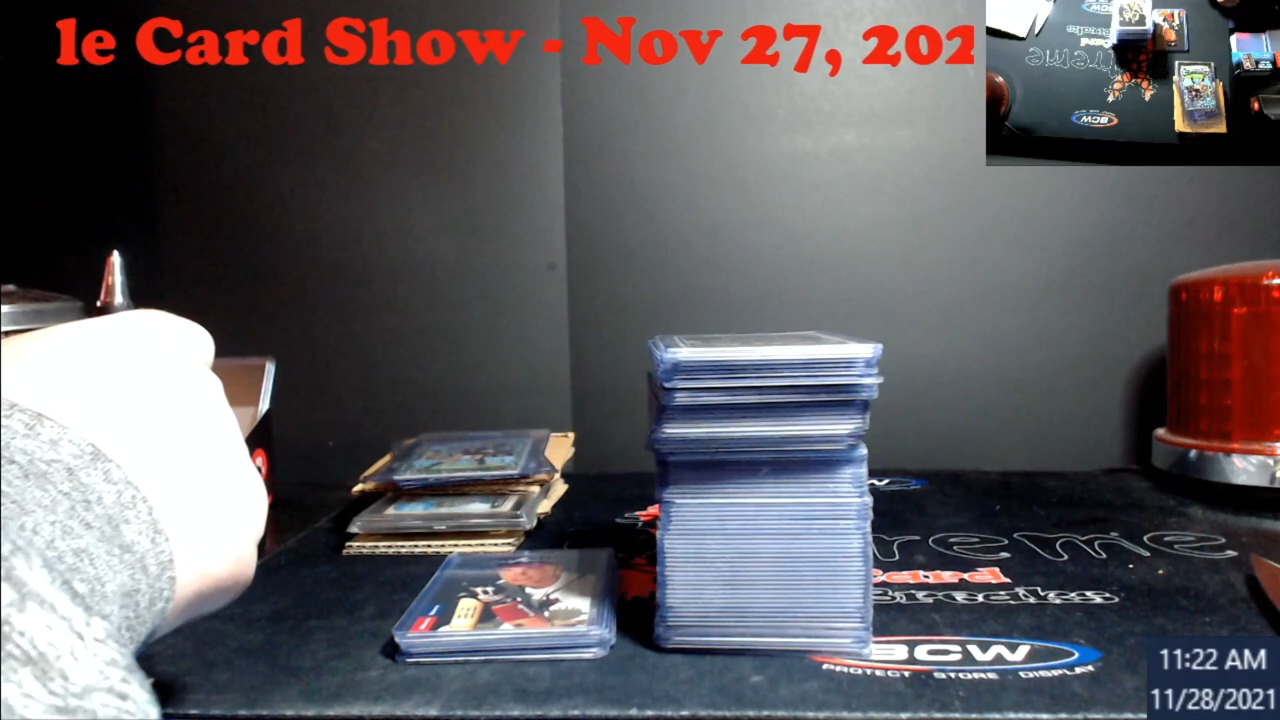 le Card Show - Nov 27, 202
BCW
reme
Card
Breaks
BCW
PROTECT · STORE · DISPLAY
11:22 AM
11/28/2021